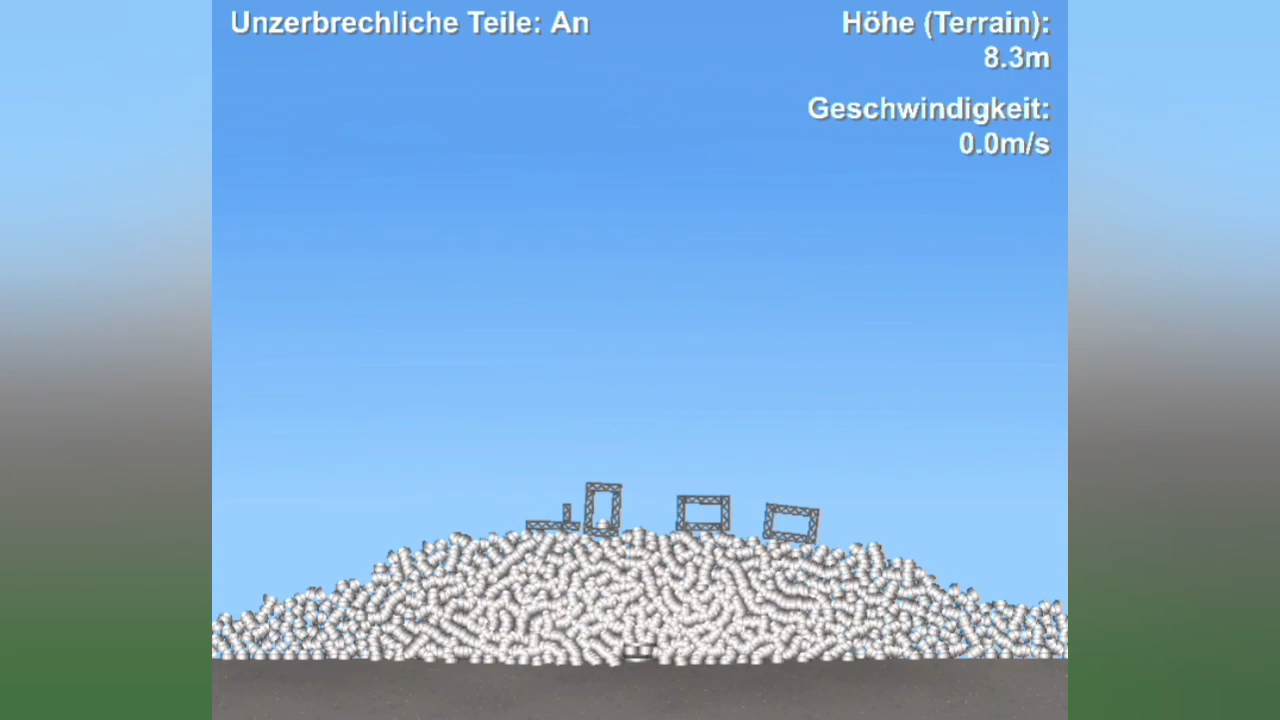 Unzerbrechliche Teile: An
Höhe (Terrain):
8.3m
Geschwindigkeit:
0.0m/s